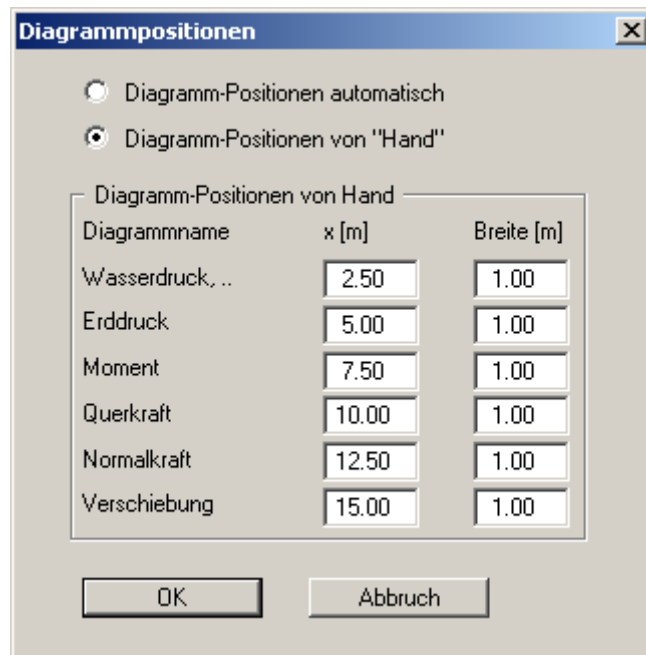 Diagrammpositionen
Diagramm-Positionen automatisch
Diagramm-Positionen von "Hand"
Diagramm-Positionen von Hand
Diagrammname x [m] Breite [m]
Wasserdruck, .. 2.50 1.00
Erddruck 5.00 1.00
Moment 7.50 1.00
Querkraft 10.00 1.00
Normalkraft 12.50 1.00
Verschiebung 15.00 1.00
OK Abbruch